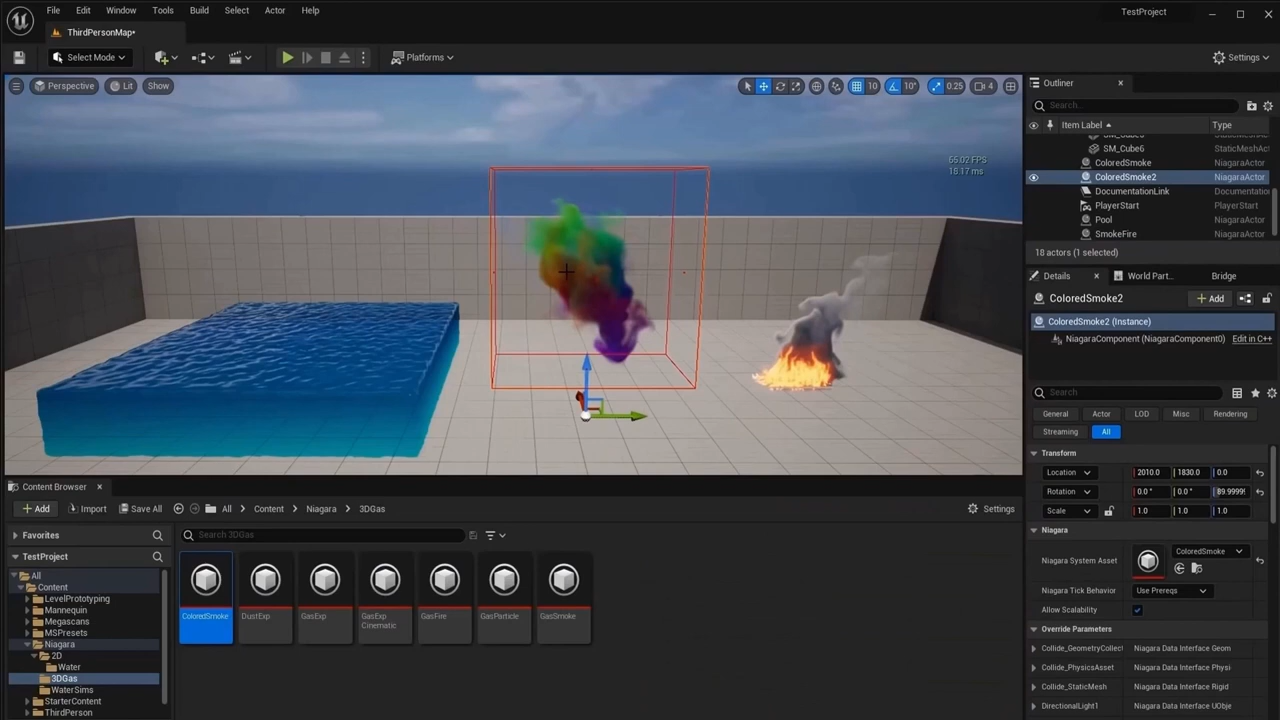 File Edit Window Tools Build Select Actor Help
TestProject
ThirdPersonMap•
Select Mode
Platforms
Settings
Perspective Lit Show
10 10° 0.25 4
55.02 FPS
18.17 ms
Outliner
Search...
Item Label Type
SM_Cube6 StaticMeshAct
ColoredSmoke NiagaraActor
ColoredSmoke2 NiagaraActor
DocumentationLink Documentatio
PlayerStart PlayerStart
Pool NiagaraActor
SmokeFire NiagaraActor
18 actors (1 selected)
Details World Part... Bridge
ColoredSmoke2 Add
ColoredSmoke2 (Instance)
NiagaraComponent (NiagaraComponent0) Edit in C++
Search
General Actor LOD Misc Rendering
Streaming All
Transform
Location 2010.0 1830.0 0.0
Rotation 0.0 ° 0.0 ° 89.9999
Scale 1.0 1.0 1.0
Niagara
Niagara System Asset ColoredSmoke
Niagara Tick Behavior Use Prereqs
Allow Scalability
Override Parameters
Collide_GeometryCollect Niagara Data Interface Geom
Collide_PhysicsAsset Niagara Data Interface Physi
Collide_StaticMesh Niagara Data Interface Rigid
DirectionalLight1 Niagara Data Interface UObje
Content Browser
Add Import Save All All Content Niagara 3DGas Settings
Favorites
TestProject
All
Content
LevelPrototyping
Mannequin
Megascans
MSPresets
Niagara
2D
Water
3DGas
WaterSims
StarterContent
ThirdPerson
Search 3DGas
ColoredSmoke DustExp GasExp GasExp Cinematic GasFire GasParticle GasSmoke